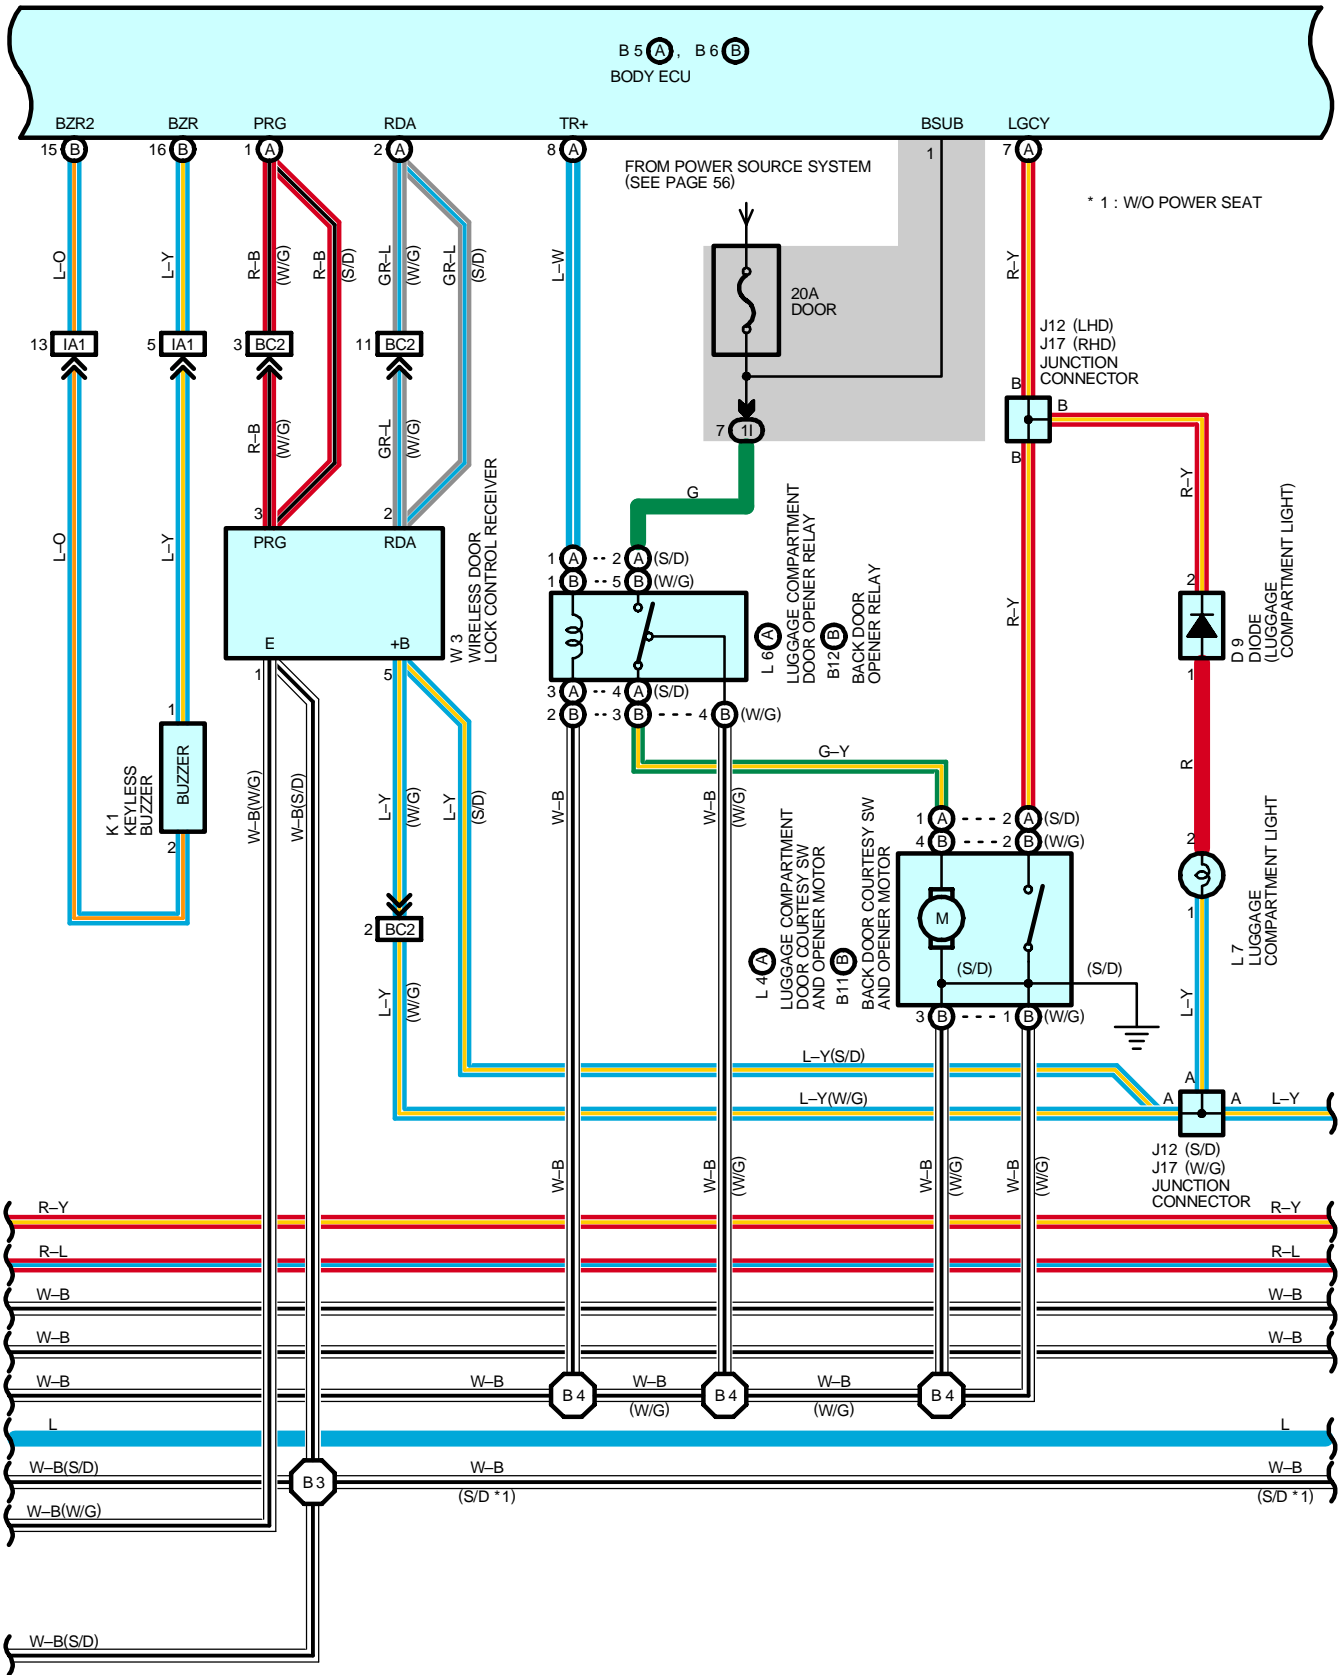 B 5 A , B 6 B
BODY ECU
BZR2 BZR PRG RDA TR+ BSUB LGCY
15 B 16 B 1 A 2 A 8 A 1 7 A
FROM POWER SOURCE SYSTEM
(SEE PAGE 56)
* 1 : W/O POWER SEAT
L–O
L–Y
R–B
(W/G)
R–B
(S/D)
GR–L
(W/G)
GR–L
(S/D)
L–W
R–Y
20A
DOOR
13 IA1 5 IA1 3 BC2 11 BC2
J12 (LHD)
J17 (RHD)
JUNCTION
CONNECTOR
B
B
B
7 1I
R–B
(W/G)
GR–L
(W/G)
G
R–Y
L–O
L–Y
3 2
PRG RDA
E +B
1 5
W 3
WIRELESS DOOR
LOCK CONTROL RECEIVER
1 A 2 A (S/D)
1 B 5 B (W/G)
3 A 4 A (S/D)
2 B 3 B 4 B (W/G)
L 6 A
LUGGAGE COMPARTMENT
DOOR OPENER RELAY
B12 B
BACK DOOR
OPENER RELAY
R–Y
2
1
D 9
DIODE
(LUGGAGE
COMPARTMENT LIGHT)
1
BUZZER
2
K 1
KEYLESS
BUZZER
W–B(W/G)
W–B(S/D)
L–Y
(W/G)
L–Y
(S/D)
W–B
W–B
(W/G)
G–Y
R
1 A 2 A (S/D)
4 B 2 B (W/G)
M
(S/D) (S/D)
3 B 1 B (W/G)
L 4 A
LUGGAGE COMPARTMENT
DOOR COURTESY SW
AND OPENER MOTOR
B11 B
BACK DOOR COURTESY SW
AND OPENER MOTOR
2
1
L 7
LUGGAGE
COMPARTMENT LIGHT
2 BC2
L–Y
(W/G)
L–Y
L–Y(S/D)
L–Y(W/G)
A
A A L–Y
J12 (S/D)
J17 (W/G)
JUNCTION
CONNECTOR
W–B
W–B
(W/G)
W–B
(W/G)
W–B
(W/G)
R–Y R–Y
R–L R–L
W–B W–B
W–B W–B
W–B W–B B 4 W–B B 4 W–B B 4
(W/G) (W/G)
L L
W–B(S/D) B 3 W–B W–B
(S/D *1) (S/D *1)
W–B(W/G)
W–B(S/D)